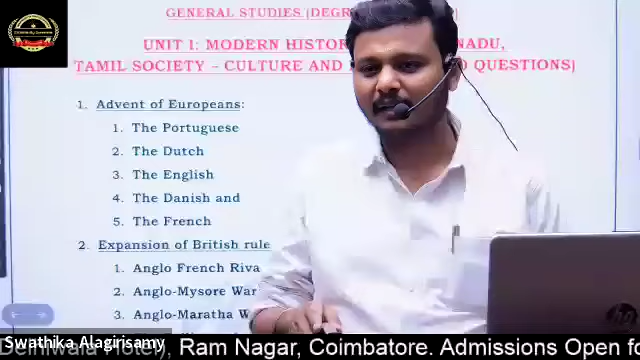 GENERAL STUDIES [DEGR
UNIT I: MODERN HISTOR NADU,
TAMIL SOCIETY – CULTURE AND QUESTIONS]
1. Advent of Europeans:
1. The Portuguese
2. The Dutch
3. The English
4. The Danish and
5. The French
2. Expansion of British rule
1. Anglo French Riva
2. Anglo-Mysore War
3. Anglo-Maratha W
Swathika Alagirisamy
Ram Nagar, Coimbatore. Admissions Open fo
hp